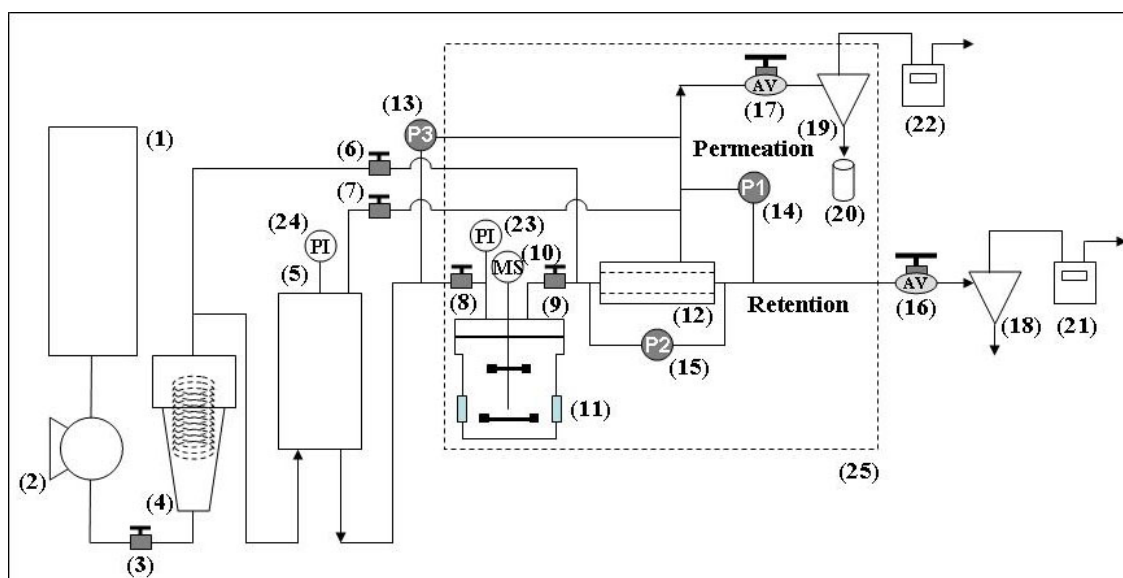 (1)
(13)
P3
(6)
(7)
AV
(17)
(19)
(22)
Permeation
P1
(14)
(20)
(24)
PI
(5)
(23)
PI
(10)
MS
(8)
(9)
(12)
Retention
AV
(16)
(18)
(21)
P2
(15)
(11)
(2)
(4)
(3)
(25)